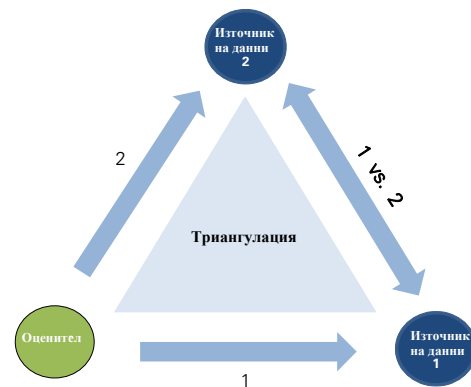 Източник
на данни
2
2
1 vs. 2
Триангулация
Оценител
Източник
на данни
1
1